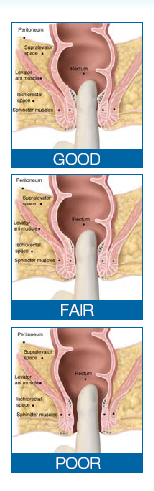 Peritoneum
Supralevator
space
Rectum
Levator
ani muscles
Ischiorectal
space
Sphincter muscles
GOOD
Peritoneum
Supralevator
space
Rectum
Levator
ani muscles
Ischiorectal
space
Sphincter muscles
FAIR
Peritoneum
Supralevator
space
Rectum
Levator
ani muscles
Ischiorectal
space
Sphincter muscles
POOR